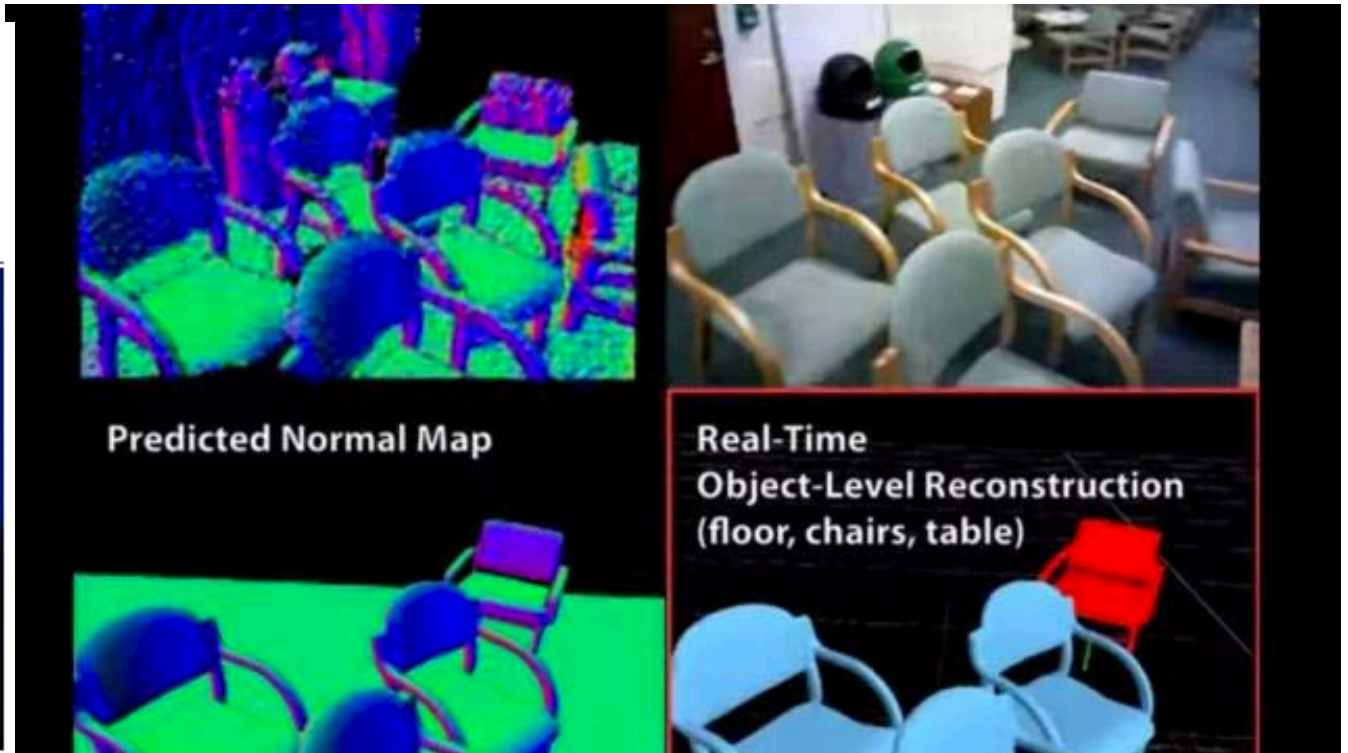 Predicted Normal Map
Real-Time
Object-Level Reconstruction
(floor, chairs, table)